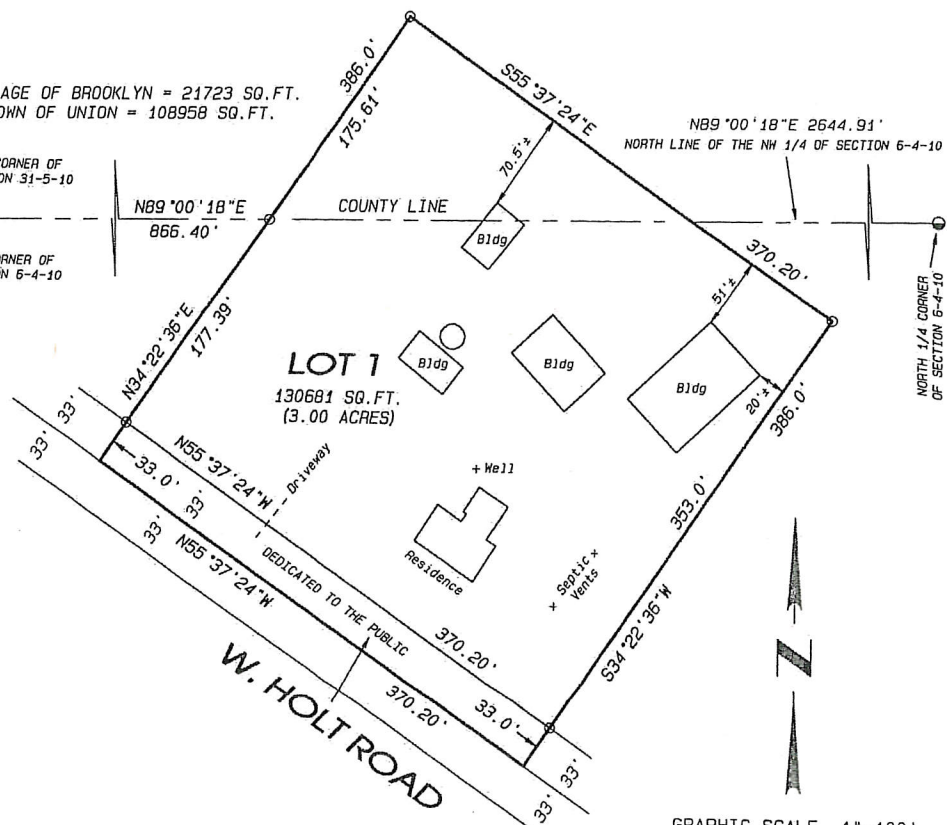 AGE OF BROOKLYN = 21723 SQ.FT.
OWN OF UNION = 108958 SQ.FT.
386.0'
175.61'
S55°37'24"E
N89°00'18"E 2644.91'
NORTH LINE OF THE NW 1/4 OF SECTION 6-4-10
CORNER OF
ON 31-5-10
70.5'±
N89°00'18"E
866.40'
COUNTY LINE
RNER OF
N 6-4-10
Bldg
370.20'
51'±
NORTH 1/4 CORNER
OF SECTION 6-4-10
N34°22'36"E
177.39'
LOT 1
130681 SQ.FT.
(3.00 ACRES)
Bldg
Bldg
Bldg
20'±
386.0'
33'
33'
33.0'
N55°37'24"W
Driveway
+ Well
353.0'
33'
33'
N55°37'24"W
DEDICATED TO THE PUBLIC
Residence
Septic
Vents
S34°22'36"W
370.20'
370.20'
33.0'
W. HOLT ROAD
33'
33'
N